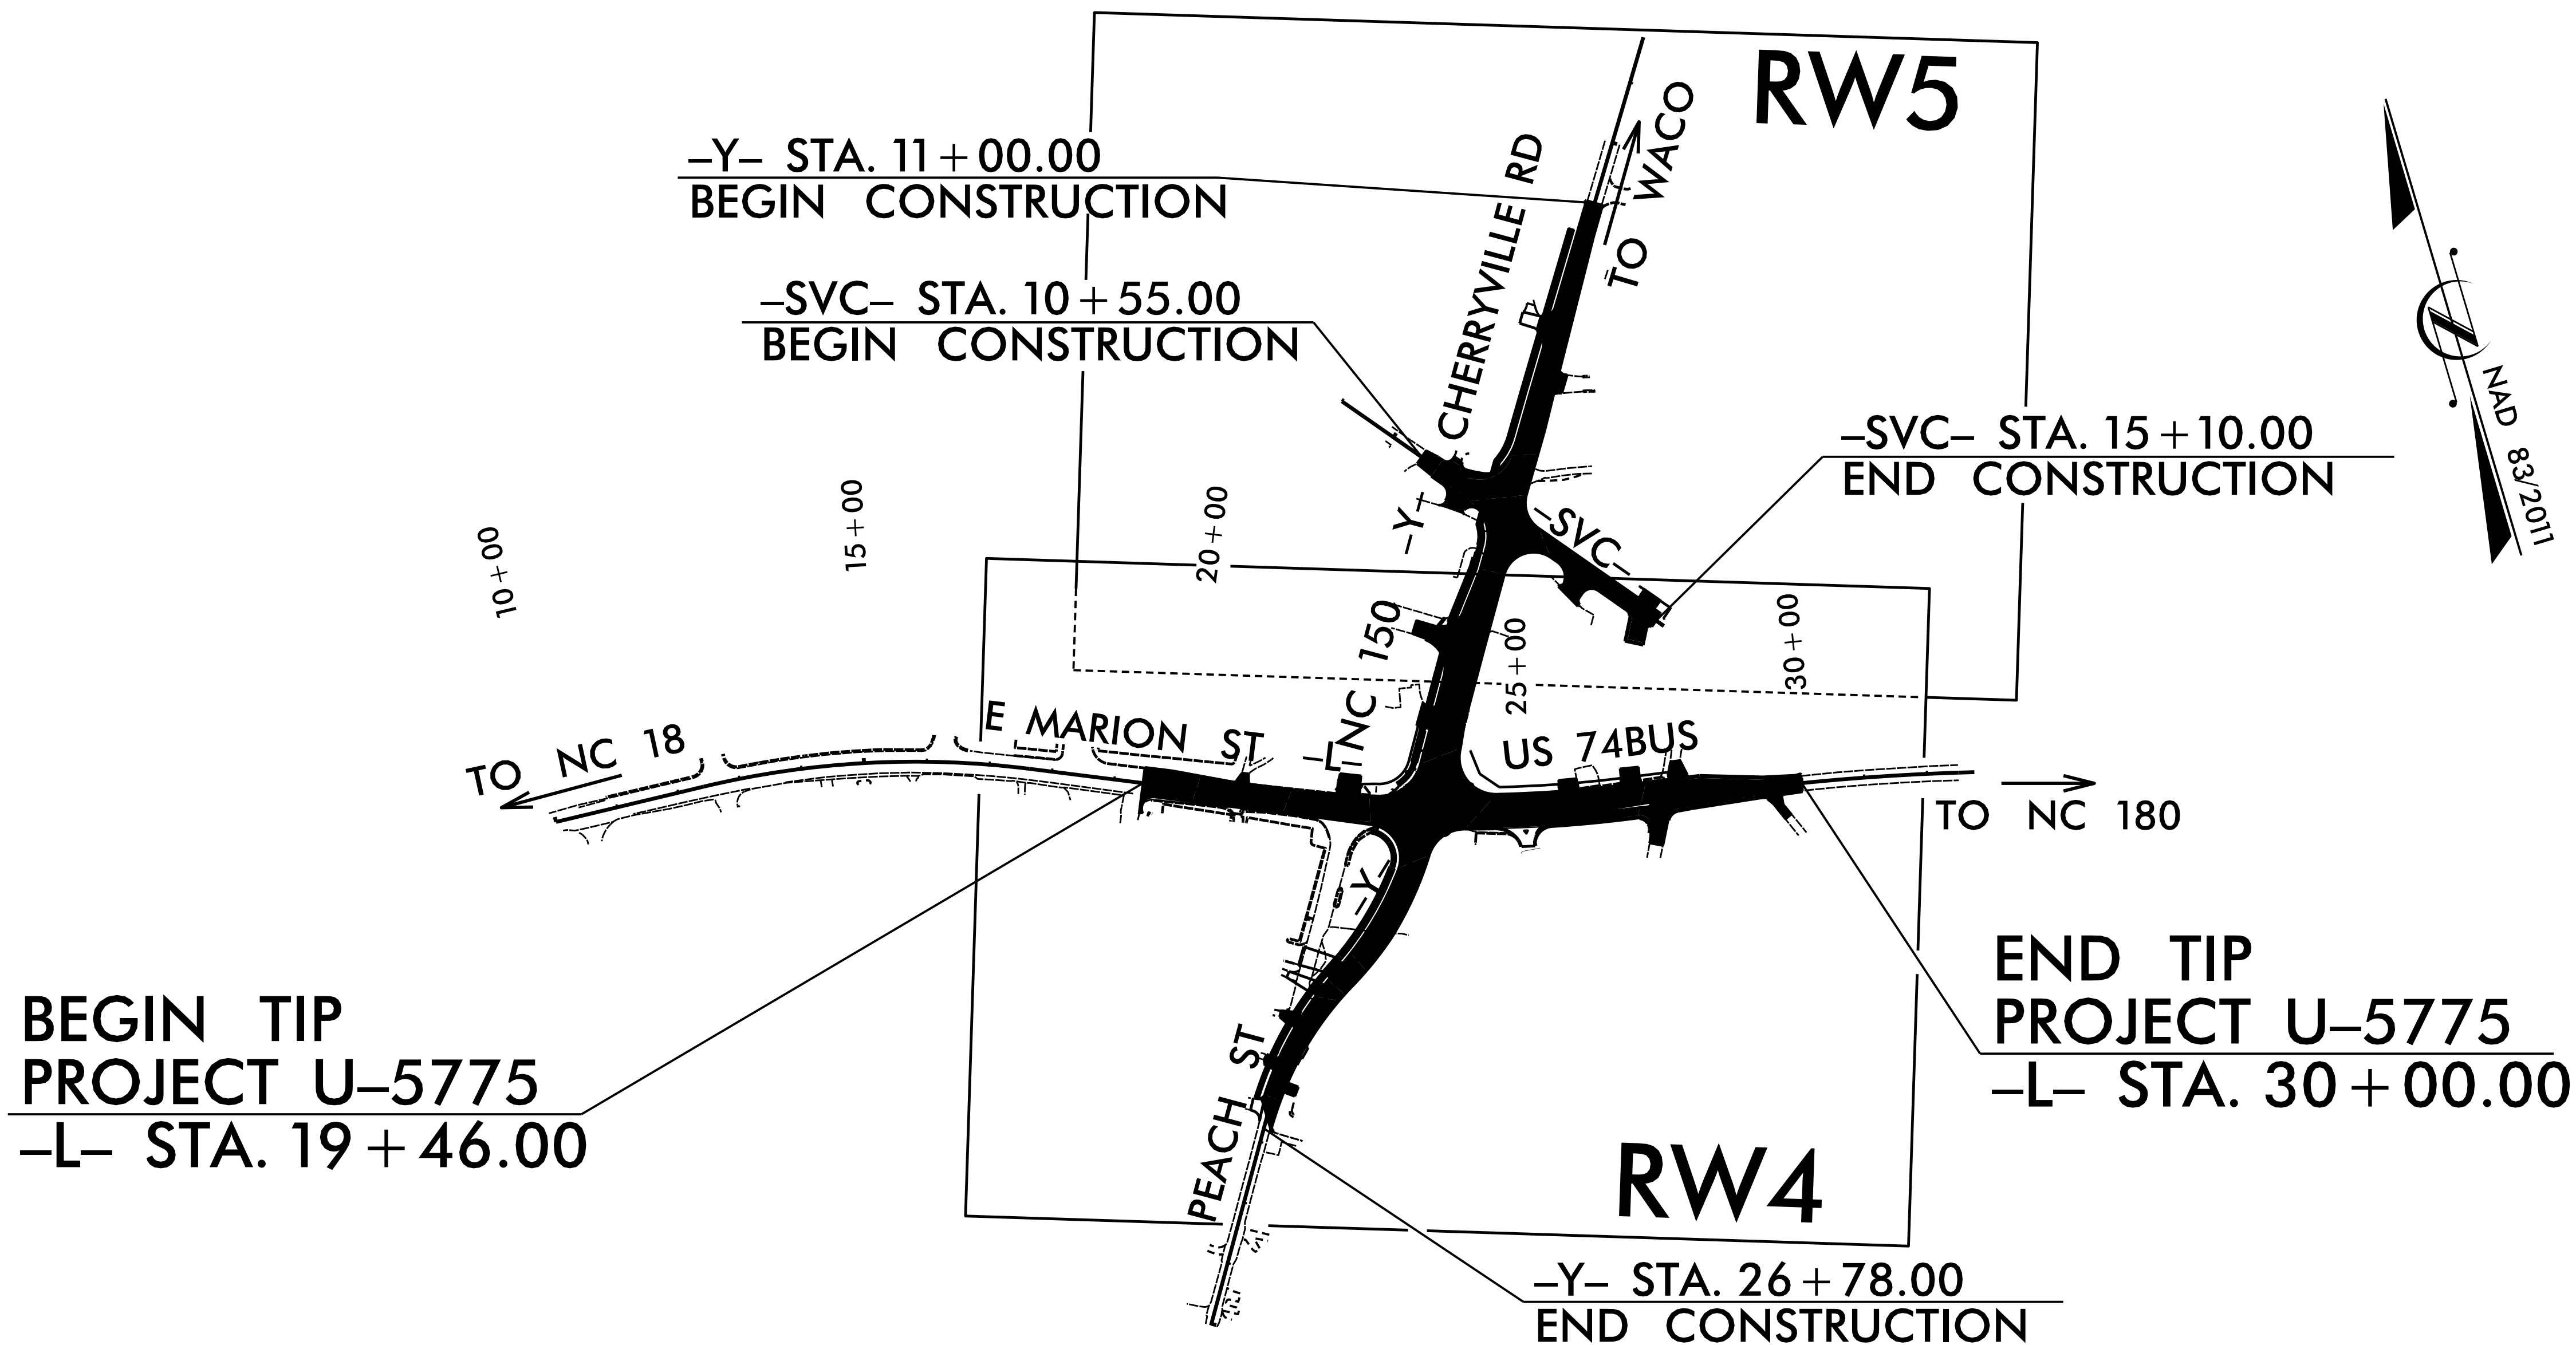 RW5
–Y– STA. 11+00.00
BEGIN CONSTRUCTION
–SVC– STA. 10+55.00
BEGIN CONSTRUCTION
CHERRYVILLE RD
TO WACO
NAD 83/2011
–SVC– STA. 15+10.00
END CONSTRUCTION
–Y–
–SVC–
10+00
15+00
20+00
25+00
30+00
NC 150
E MARION ST
–L–
US 74BUS
TO NC 18
TO NC 180
–Y–
BEGIN TIP
PROJECT U–5775
–L– STA. 19+46.00
END TIP
PROJECT U–5775
–L– STA. 30+00.00
PEACH ST
RW4
–Y– STA. 26+78.00
END CONSTRUCTION